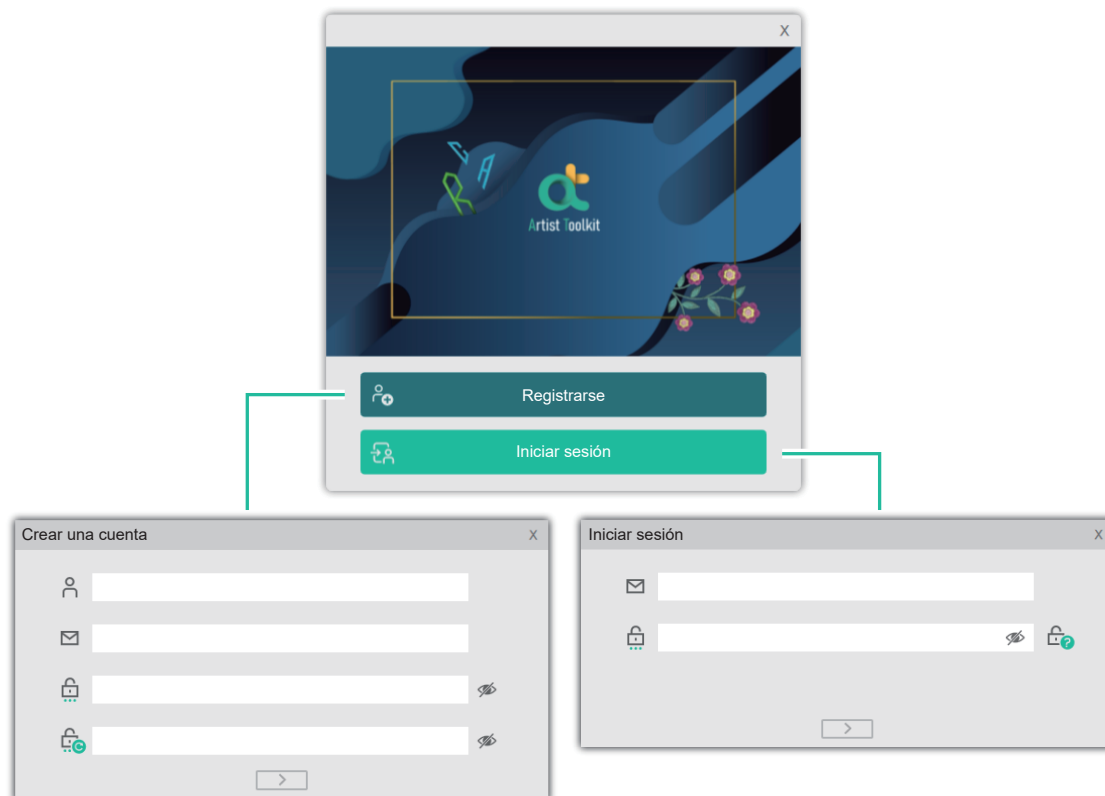 X
Artist Toolkit
Registrarse
Iniciar sesión
Crear una cuenta X
Iniciar sesión X